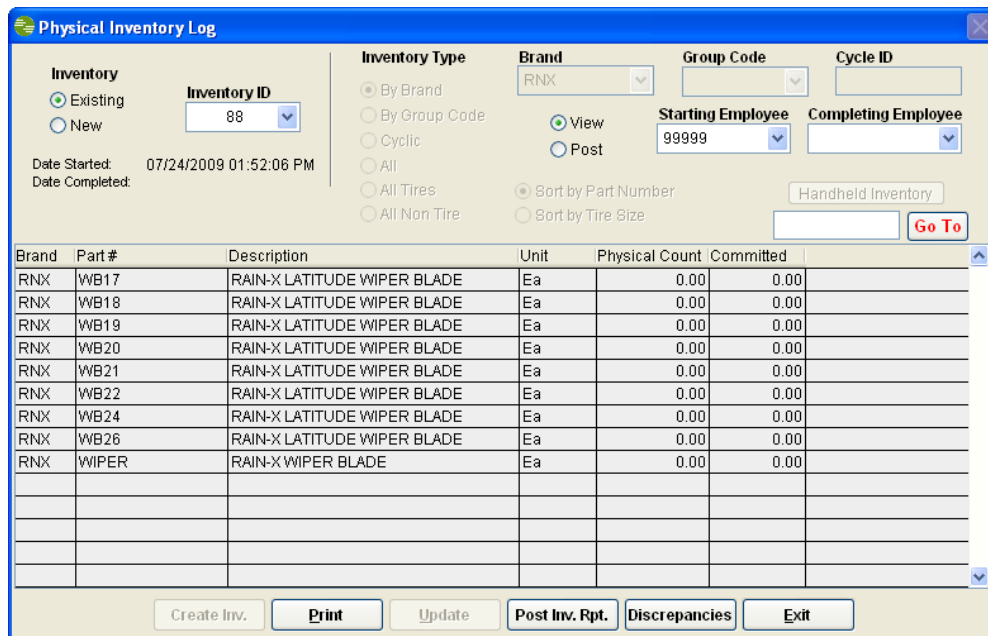 Physical Inventory Log
Inventory
Existing
New
Inventory ID
88
Date Started: 07/24/2009 01:52:06 PM
Date Completed:
Inventory Type
By Brand
By Group Code
Cyclic
All
All Tires
All Non Tire
Brand
RNX
Group Code
Cycle ID
View
Post
Starting Employee
99999
Completing Employee
Sort by Part Number
Sort by Tire Size
Handheld Inventory
Go To
Brand Part # Description Unit Physical Count Committed
RNX WB17 RAIN-X LATITUDE WIPER BLADE Ea 0.00 0.00
RNX WB18 RAIN-X LATITUDE WIPER BLADE Ea 0.00 0.00
RNX WB19 RAIN-X LATITUDE WIPER BLADE Ea 0.00 0.00
RNX WB20 RAIN-X LATITUDE WIPER BLADE Ea 0.00 0.00
RNX WB21 RAIN-X LATITUDE WIPER BLADE Ea 0.00 0.00
RNX WB22 RAIN-X LATITUDE WIPER BLADE Ea 0.00 0.00
RNX WB24 RAIN-X LATITUDE WIPER BLADE Ea 0.00 0.00
RNX WB26 RAIN-X LATITUDE WIPER BLADE Ea 0.00 0.00
RNX WIPER RAIN-X WIPER BLADE Ea 0.00 0.00
Create Inv. Print Update Post Inv. Rpt. Discrepancies Exit